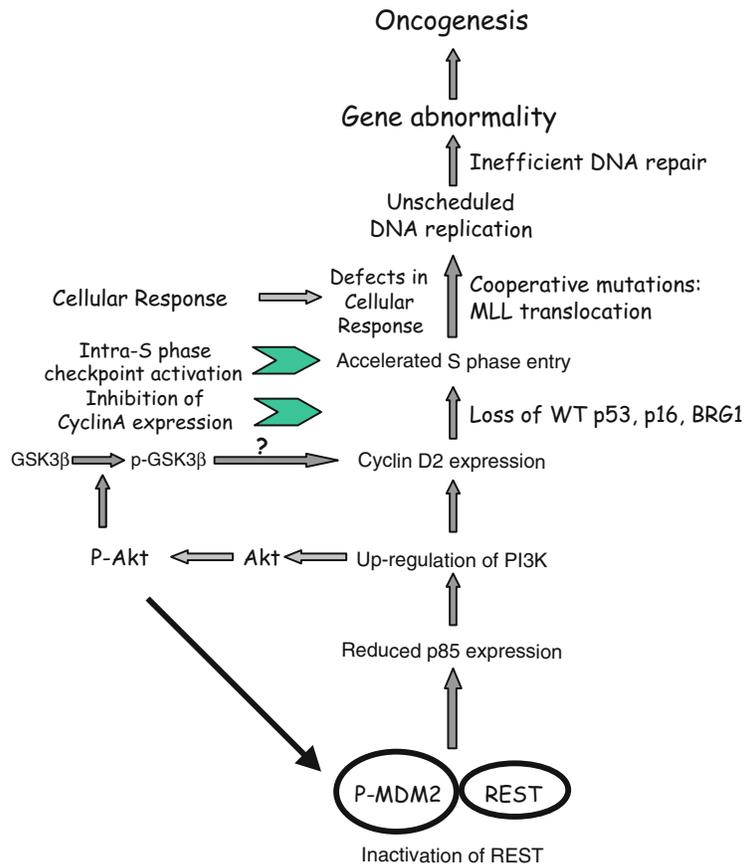 Oncogenesis
Gene abnormality
Inefficient DNA repair
Unscheduled
DNA replication
Cellular Response
Defects in
Cellular
Response
Cooperative mutations:
MLL translocation
Intra-S phase
checkpoint activation
Accelerated S phase entry
Inhibition of
CyclinA expression
Loss of WT p53, p16, BRG1
GSK3β
p-GSK3β
?
Cyclin D2 expression
P-Akt
Akt
Up-regulation of PI3K
Reduced p85 expression
P-MDM2
REST
Inactivation of REST